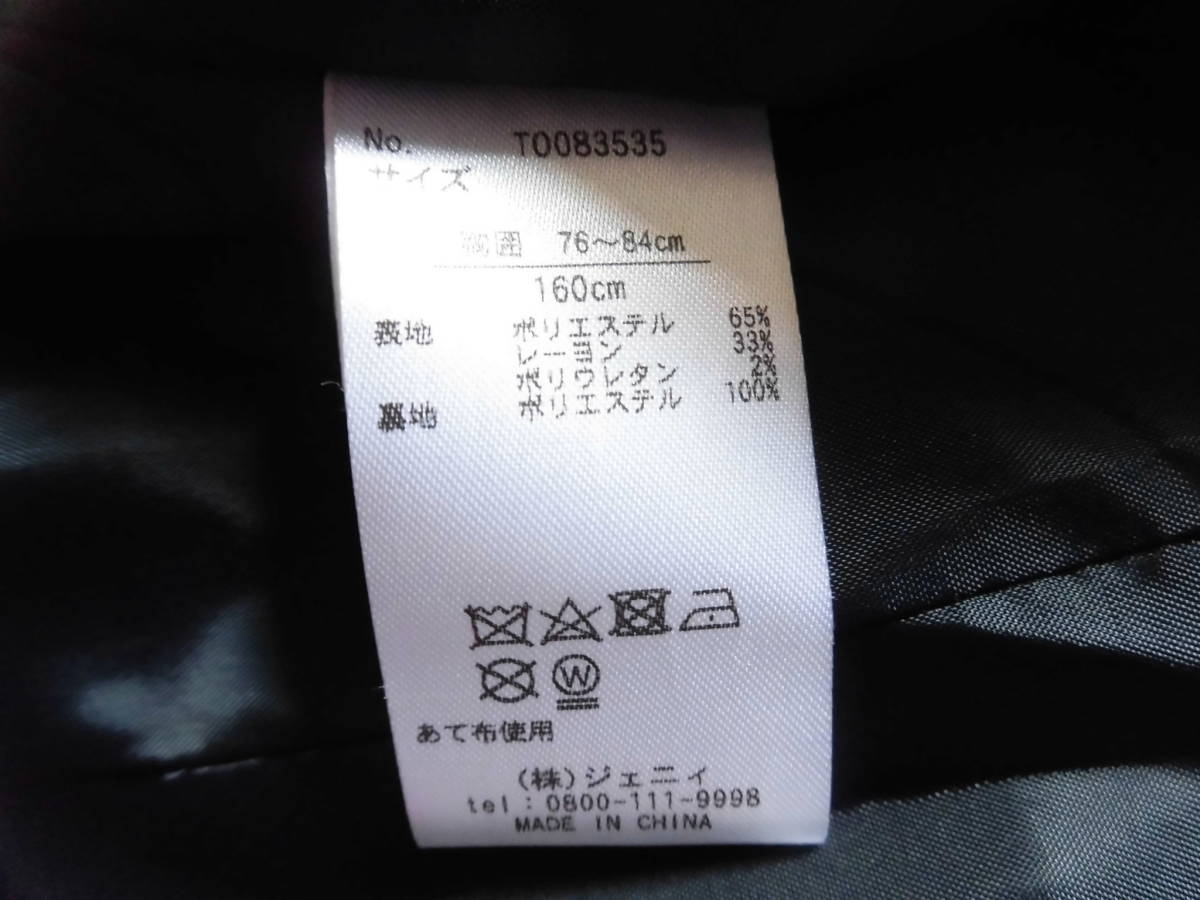 No. T0083535
サイズ
胸囲 76～84cm
160cm
表地 ポリエステル 65%
レーヨン 33%
ポリウレタン 2%
裏地 ポリエステル 100%
W
あて布使用
(株)ジェニィ
tel:0800-111-9998
MADE IN CHINA